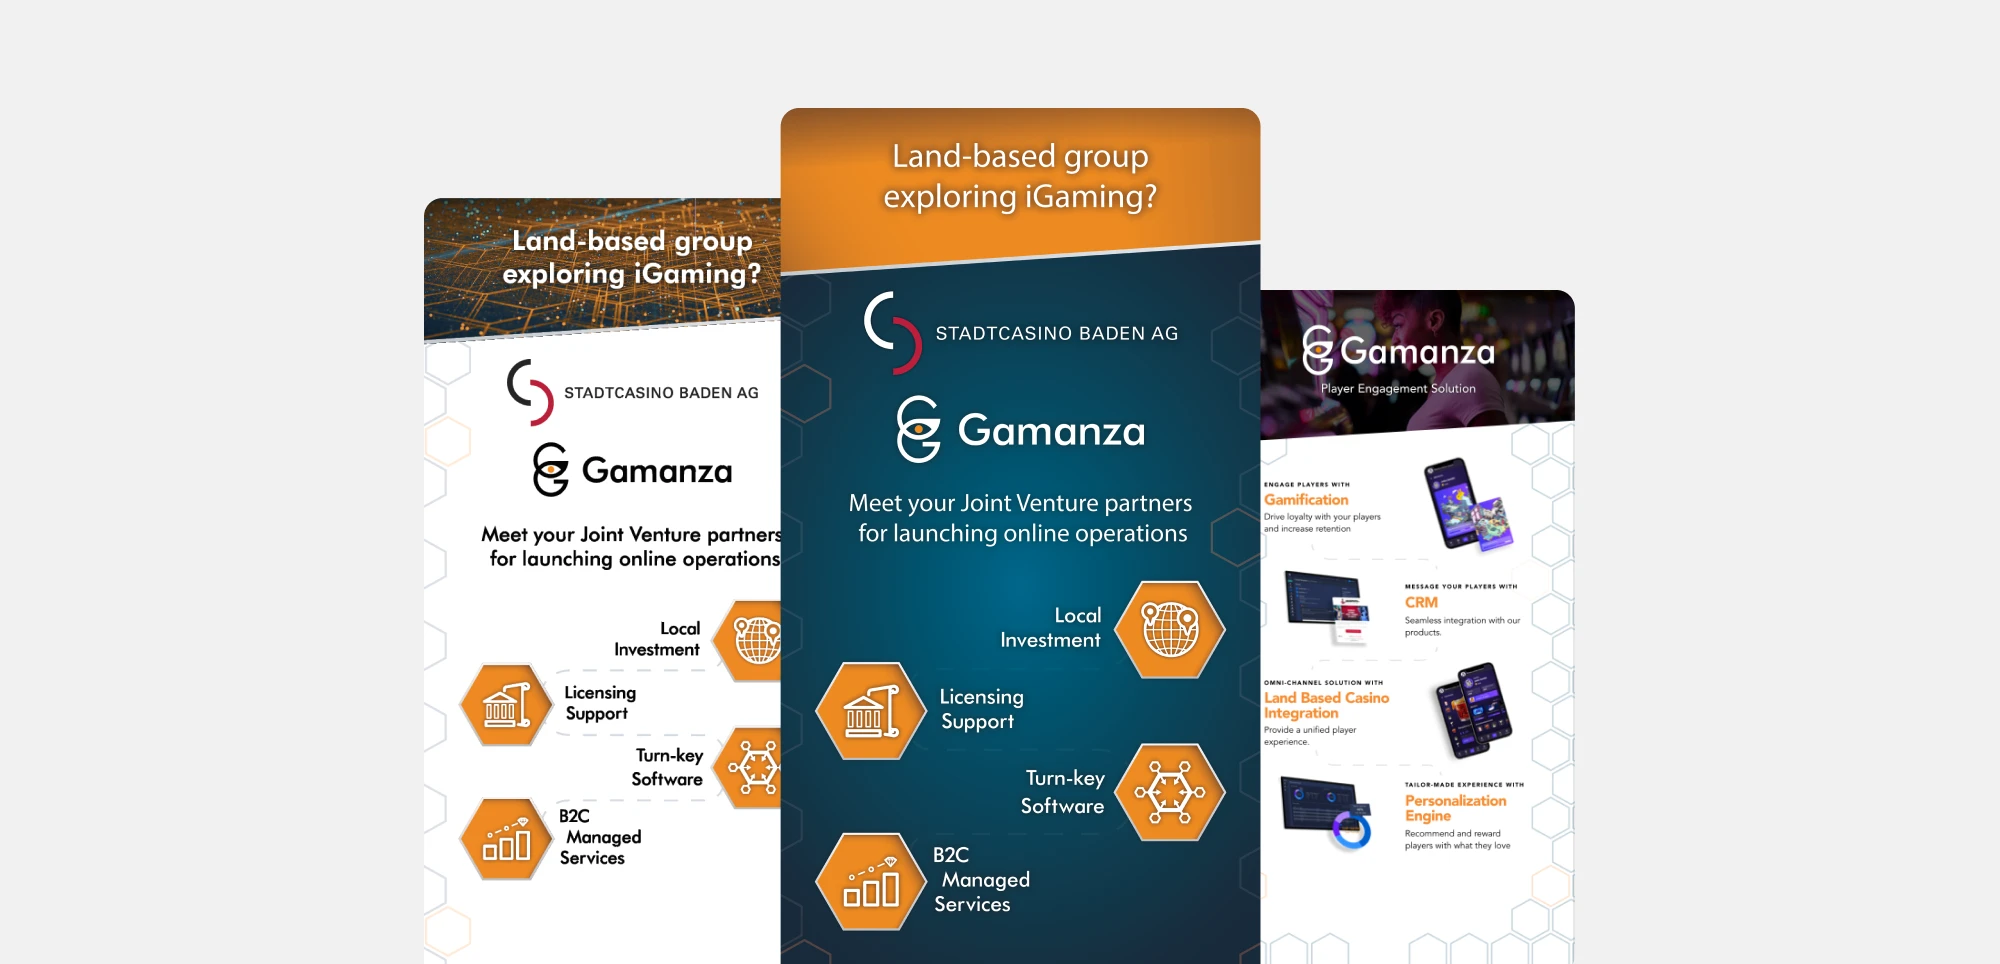 Land-based group
exploring iGaming?
STADTCASINO BADEN AG
Gamanza
Meet your Joint Venture partners
for launching online operations
Local
Investment
Licensing
Support
Turn-key
Software
B2C
Managed
Services
Land-based group
exploring iGaming?
STADTCASINO BADEN AG
Gamanza
Meet your Joint Venture partners
for launching online operations
Local
Investment
Licensing
Support
Turn-key
Software
B2C
Managed
Services
Gamanza
Player Engagement Solution
ENGAGE PLAYERS WITH
Gamification
Drive loyalty with your players
and increase retention
MESSAGE YOUR PLAYERS WITH
CRM
Seamless integration with our
products.
OMNI-CHANNEL SOLUTION WITH
Land Based Casino
Integration
Provide a unified player
experience.
TAILOR-MADE EXPERIENCE WITH
Personalization
Engine
Recommend and reward
players with what they love